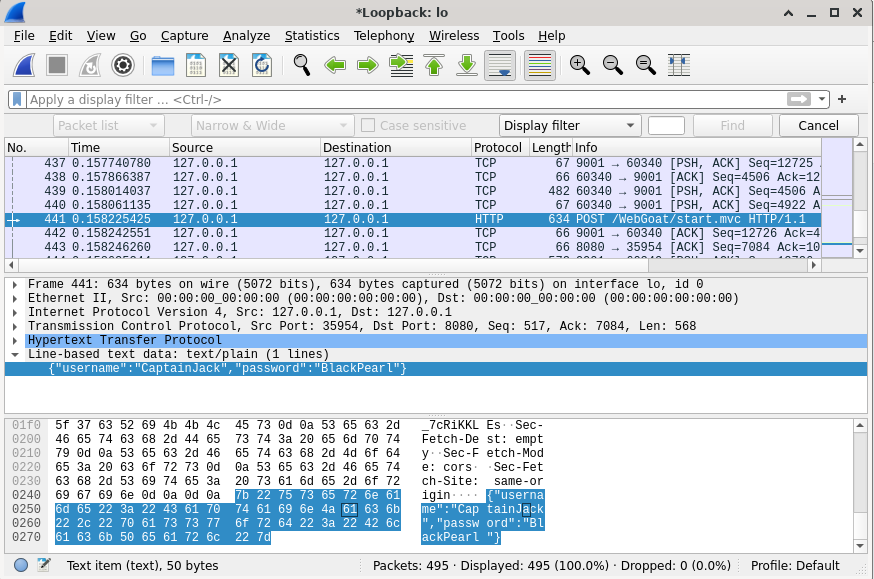 *Loopback: lo
File Edit View Go Capture Analyze Statistics Telephony Wireless Tools Help
Apply a display filter ... <Ctrl-/>
Packet list Narrow & Wide Case sensitive Display filter Find Cancel
No. Time Source Destination Protocol Length Info
437 0.157740780 127.0.0.1 127.0.0.1 TCP 67 9001 → 60340 [PSH, ACK] Seq=12725
438 0.157866387 127.0.0.1 127.0.0.1 TCP 66 60340 → 9001 [ACK] Seq=4506 Ack=12
439 0.158014037 127.0.0.1 127.0.0.1 TCP 482 60340 → 9001 [PSH, ACK] Seq=4506 A
440 0.158061135 127.0.0.1 127.0.0.1 TCP 67 60340 → 9001 [PSH, ACK] Seq=4922 A
441 0.158225425 127.0.0.1 127.0.0.1 HTTP 634 POST /WebGoat/start.mvc HTTP/1.1
442 0.158242551 127.0.0.1 127.0.0.1 TCP 66 9001 → 60340 [ACK] Seq=12726 Ack=4
443 0.158246260 127.0.0.1 127.0.0.1 TCP 66 8080 → 35954 [ACK] Seq=7084 Ack=10
Frame 441: 634 bytes on wire (5072 bits), 634 bytes captured (5072 bits) on interface lo, id 0
Ethernet II, Src: 00:00:00_00:00:00 (00:00:00:00:00:00), Dst: 00:00:00_00:00:00 (00:00:00:00:00:00)
Internet Protocol Version 4, Src: 127.0.0.1, Dst: 127.0.0.1
Transmission Control Protocol, Src Port: 35954, Dst Port: 8080, Seq: 517, Ack: 7084, Len: 568
Hypertext Transfer Protocol
Line-based text data: text/plain (1 lines)
{"username":"CaptainJack","password":"BlackPearl"}
01f0 5f 37 63 52 69 4b 4b 4c 45 73 0d 0a 53 65 63 2d _7cRiKKL Es··Sec-
0200 46 65 74 63 68 2d 44 65 73 74 3a 20 65 6d 70 74 Fetch-De st: empt
0210 79 0d 0a 53 65 63 2d 46 65 74 63 68 2d 4d 6f 64 y··Sec-F etch-Mod
0220 65 3a 20 63 6f 72 73 0d 0a 53 65 63 2d 46 65 74 e: cors· ·Sec-Fet
0230 63 68 2d 53 69 74 65 3a 20 73 61 6d 65 2d 6f 72 ch-Site: same-or
0240 69 67 69 6e 0d 0a 0d 0a 7b 22 75 73 65 72 6e 61 igin···· {"userna
0250 6d 65 22 3a 22 43 61 70 74 61 69 6e 4a 61 63 6b me":"Cap tainJack
0260 22 2c 22 70 61 73 73 77 6f 72 64 22 3a 22 42 6c ","passw ord":"Bl
0270 61 63 6b 50 65 61 72 6c 22 7d ackPearl "}
Text item (text), 50 bytes Packets: 495 · Displayed: 495 (100.0%) · Dropped: 0 (0.0%) Profile: Default